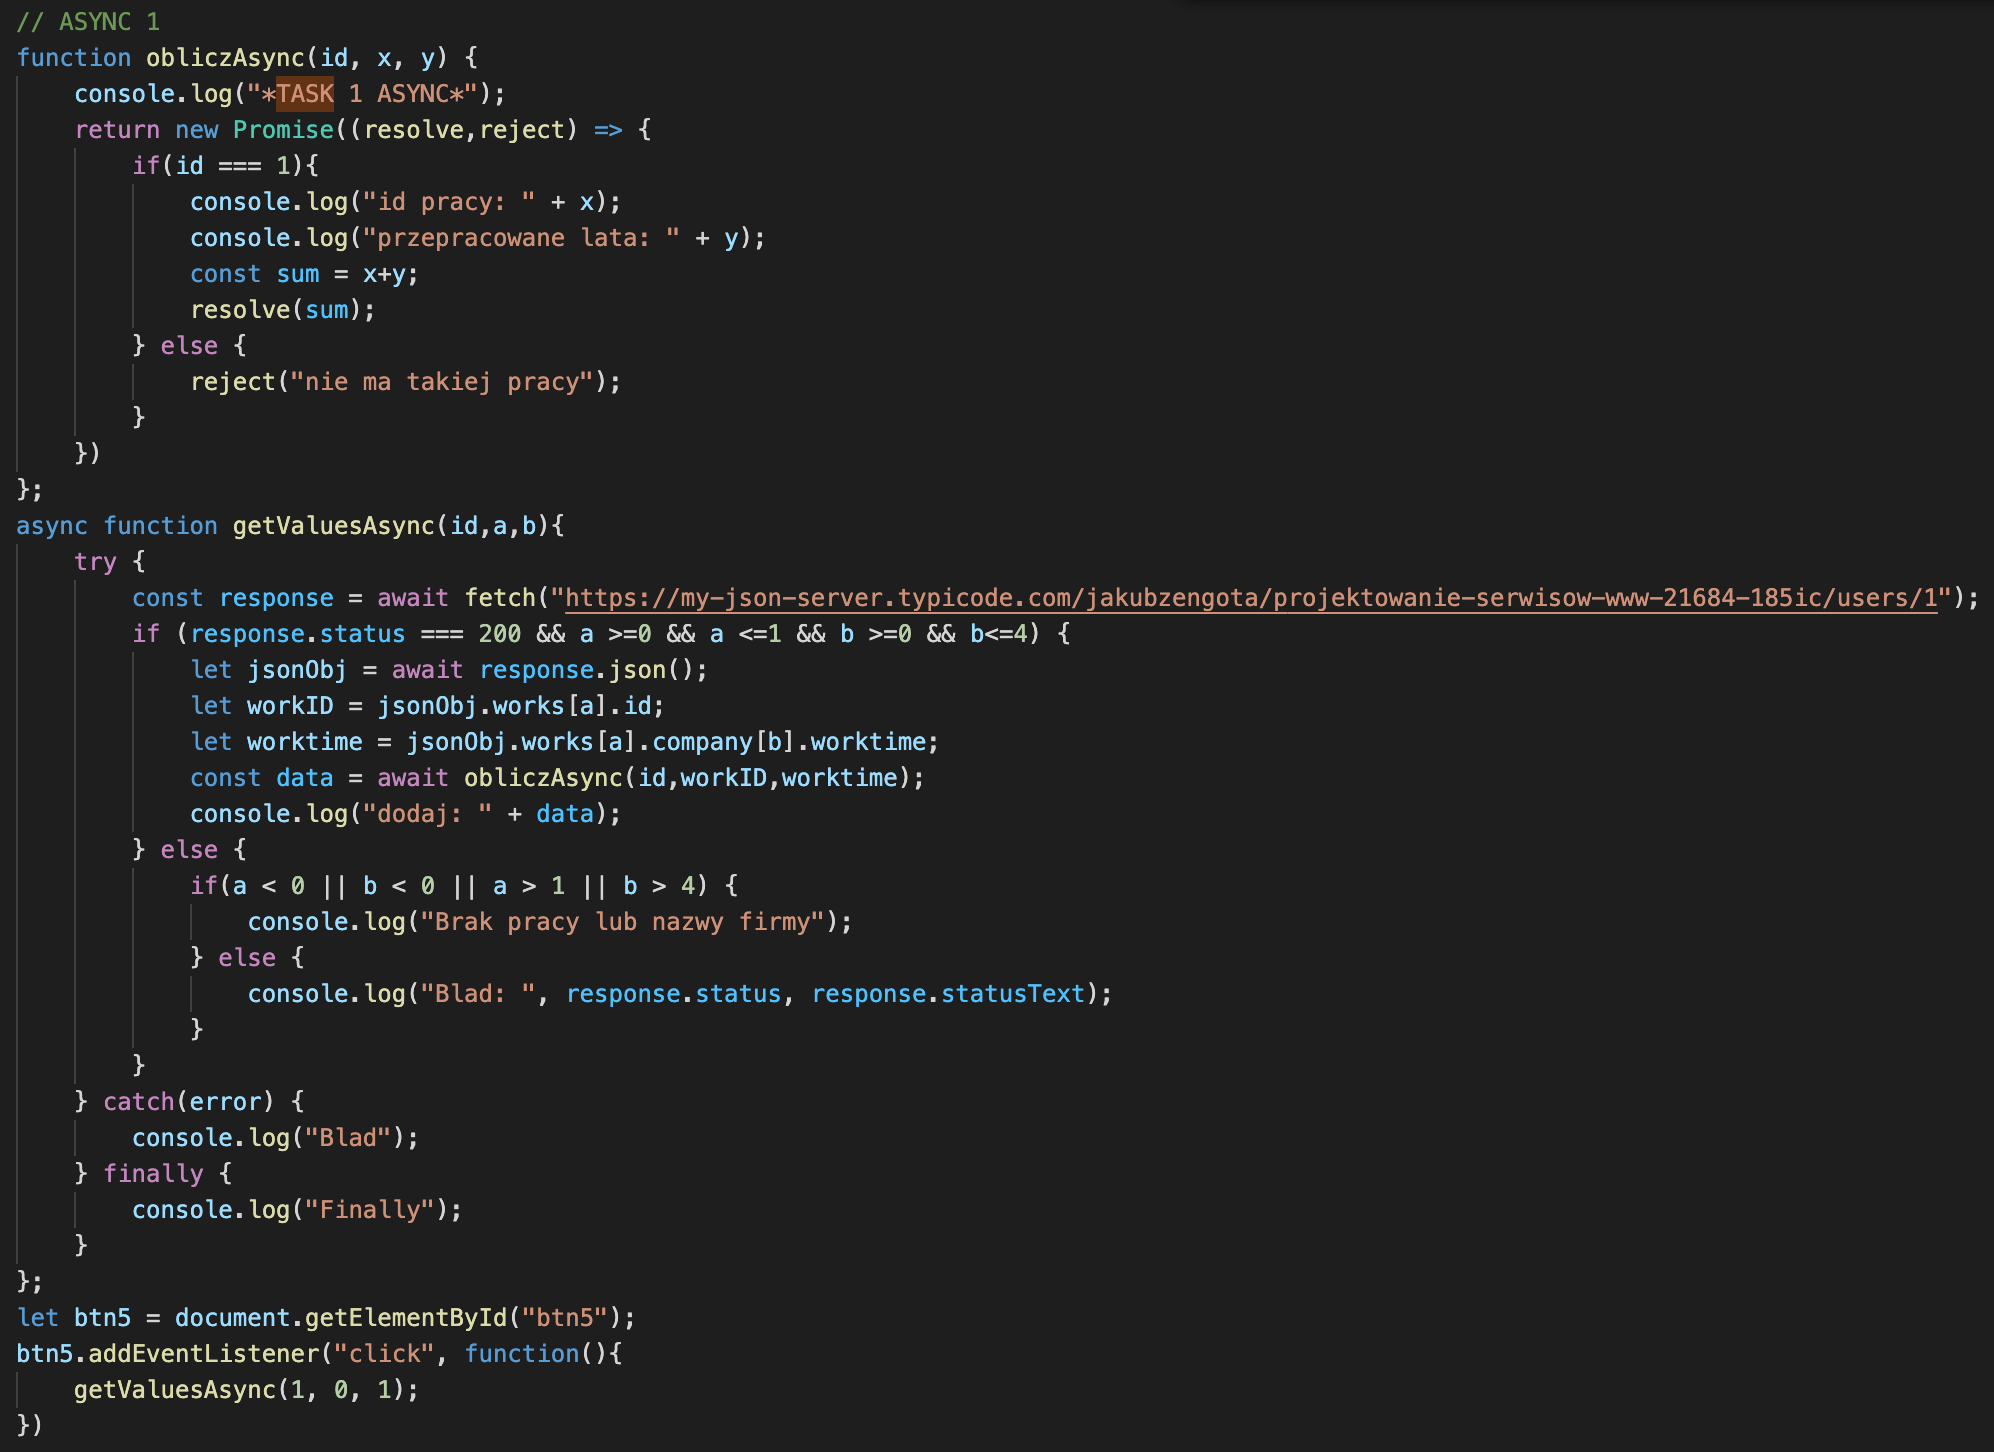 // ASYNC 1
function obliczAsync(id, x, y) {
    console.log("*TASK 1 ASYNC*");
    return new Promise((resolve,reject) => {
        if(id === 1){
            console.log("id pracy: " + x);
            console.log("przepracowane lata: " + y);
            const sum = x+y;
            resolve(sum);
        } else {
            reject("nie ma takiej pracy");
        }
    })
};
async function getValuesAsync(id,a,b){
    try {
        const response = await fetch("https://my-json-server.typicode.com/jakubzengota/projektowanie-serwisow-www-21684-185ic/users/1");
        if (response.status === 200 && a >=0 && a <=1 && b >=0 && b<=4) {
            let jsonObj = await response.json();
            let workID = jsonObj.works[a].id;
            let worktime = jsonObj.works[a].company[b].worktime;
            const data = await obliczAsync(id,workID,worktime);
            console.log("dodaj: " + data);
        } else {
            if(a < 0 || b < 0 || a > 1 || b > 4) {
                console.log("Brak pracy lub nazwy firmy");
            } else {
                console.log("Blad: ", response.status, response.statusText);
            }
        }
    } catch(error) {
        console.log("Blad");
    } finally {
        console.log("Finally");
    }
};
let btn5 = document.getElementById("btn5");
btn5.addEventListener("click", function(){
    getValuesAsync(1, 0, 1);
})